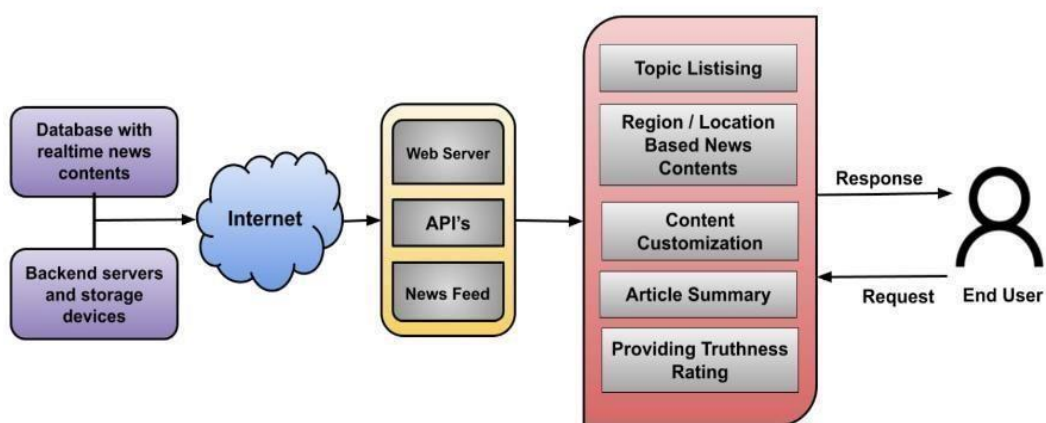 Database with
realtime news
contents
Backend servers
and storage
devices
Internet
Web Server
API's
News Feed
Topic Listising
Region / Location
Based News
Contents
Content
Customization
Article Summary
Providing Truthness
Rating
Response
Request
End User